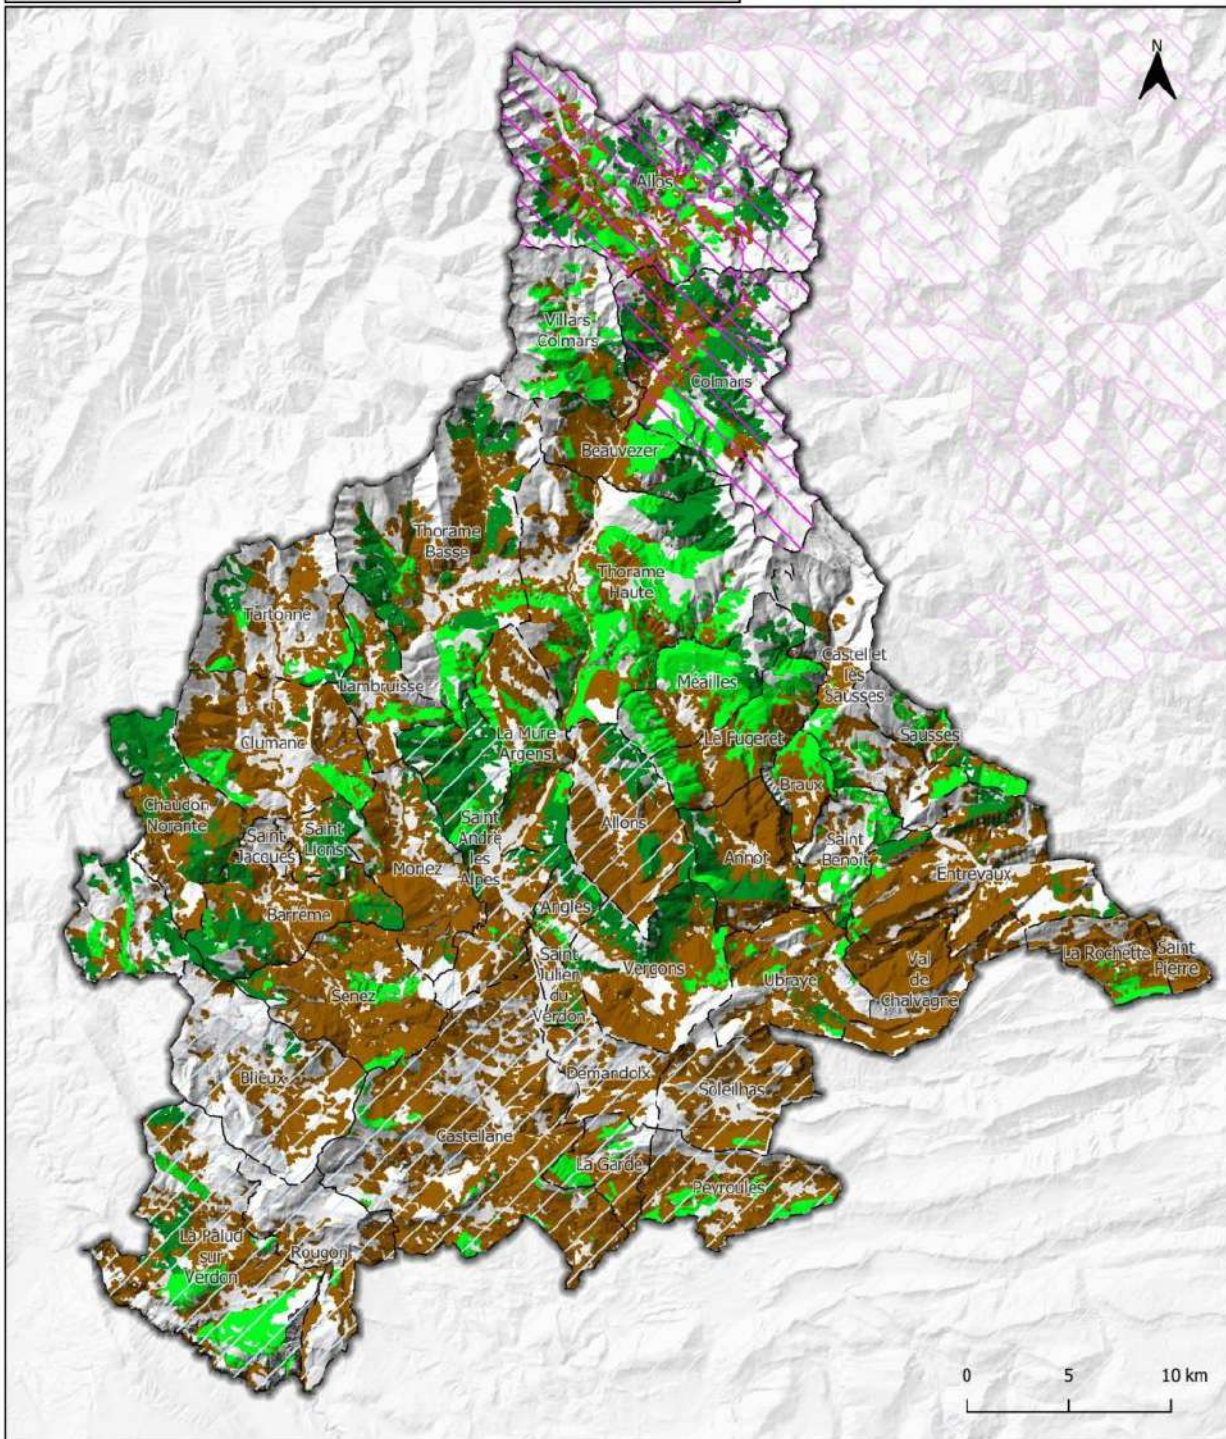 N
Allos
Villars
Colmars
Colmars
Beauvezer
Thorame
Basse
Thorame
Haute
Tartonne
Castellet
les
Sausses
Méailles
Lambruisse
Sausses
La Mure
Argens
Le Fugeret
Clumanc
Braux
Chaudon
Norante
Saint
Jacques
Saint
Lions
Saint
André
les
Alpes
Allons
Saint
Benoit
Moriez
Annot
Entrevaux
Angles
Barrême
La Rochette
Saint
Pierre
Saint
Julien
du
Verdon
Vergons
Val
de
Chalvagne
Ubraye
Senez
Blieux
Demandolx
Soleilhas
Castellane
La Garde
Peyroules
La Palud
sur
Verdon
Rougon
0 5 10 km